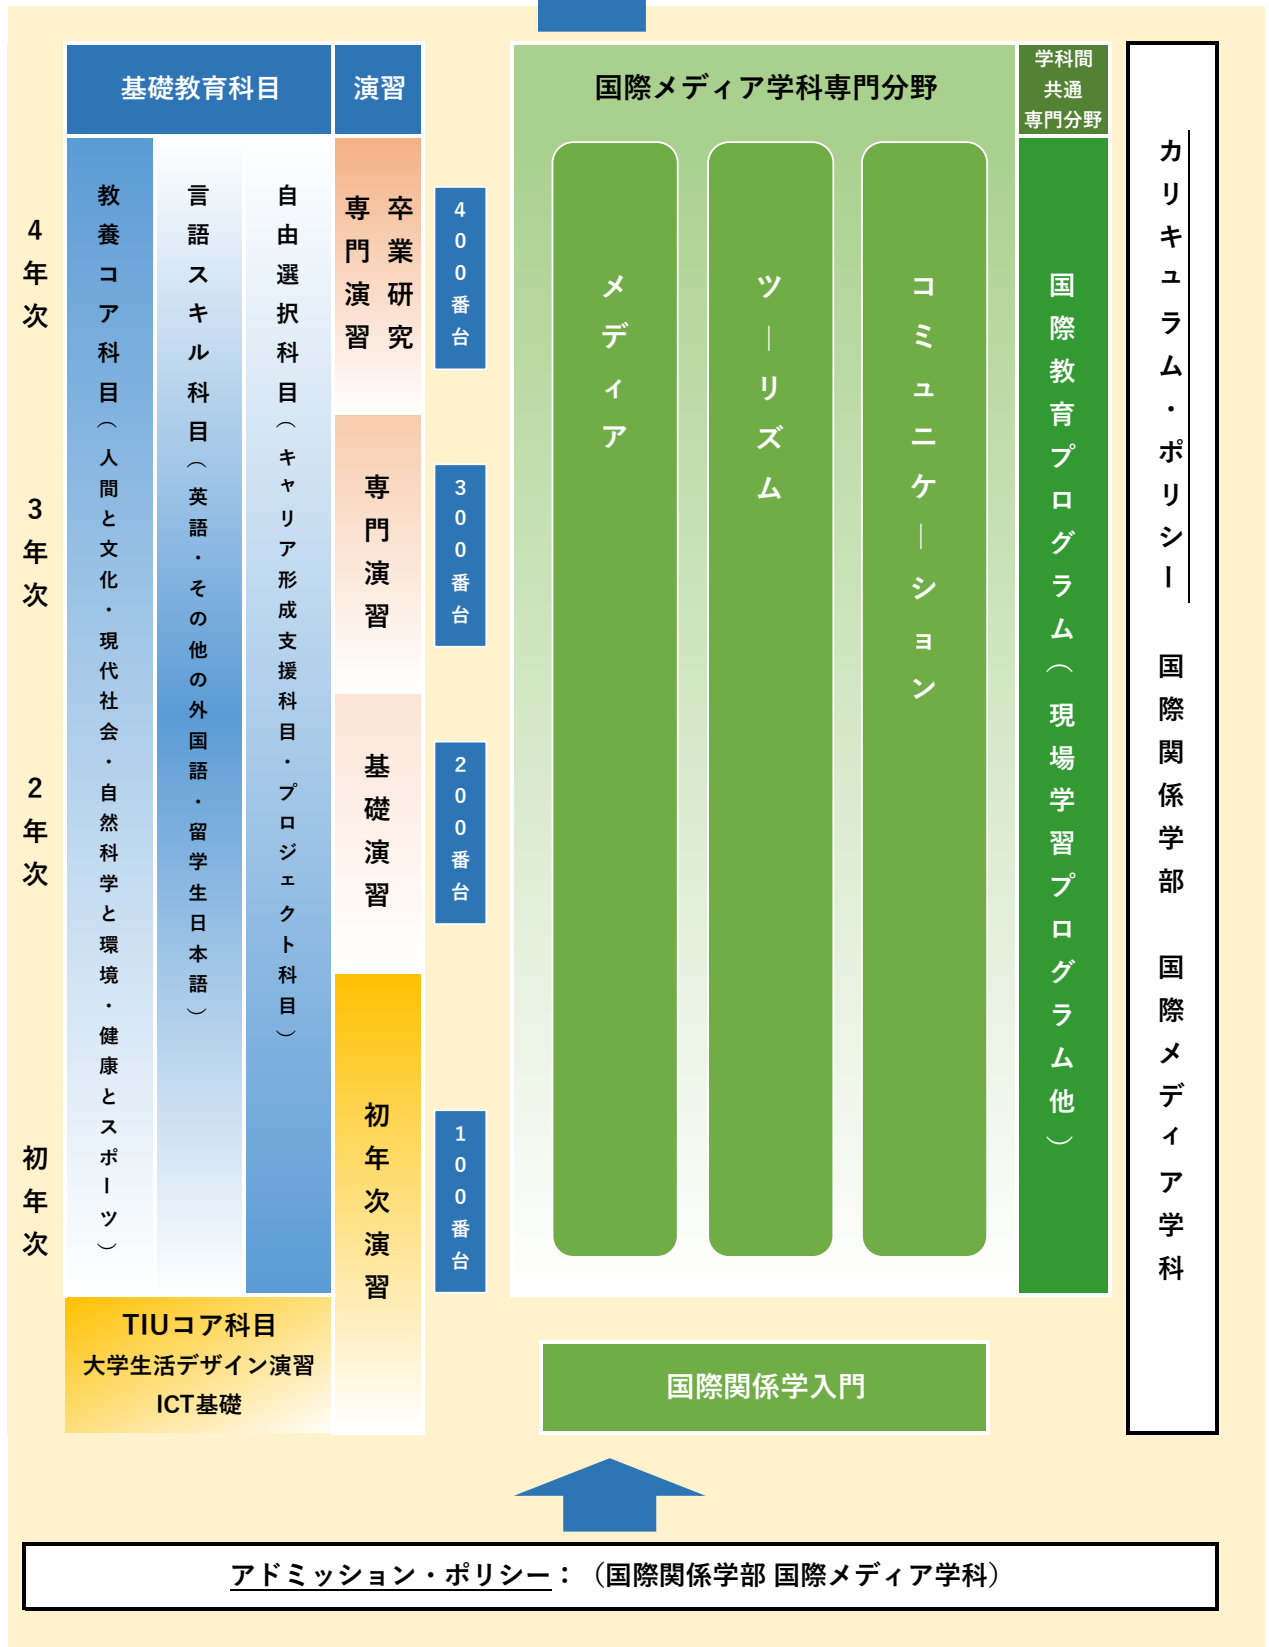 基礎教育科目
演習
国際メディア学科専門分野
学科間
共通
専門分野
4年次
3年次
2年次
初年次
教養コア科目（人間と文化・現代社会・自然科学と環境・健康とスポーツ）
言語スキル科目（英語・その他の外国語・留学生日本語）
自由選択科目（キャリア形成支援科目・プロジェクト科目）
卒業研究
専門演習
専門演習
基礎演習
初年次演習
400番台
300番台
200番台
100番台
メディア
ツーリズム
コミュニケーション
国際教育プログラム（現場学習プログラム他）
カリキュラム・ポリシー　国際関係学部　国際メディア学科
TIUコア科目
大学生活デザイン演習
ICT基礎
国際関係学入門
アドミッション・ポリシー：（国際関係学部 国際メディア学科）